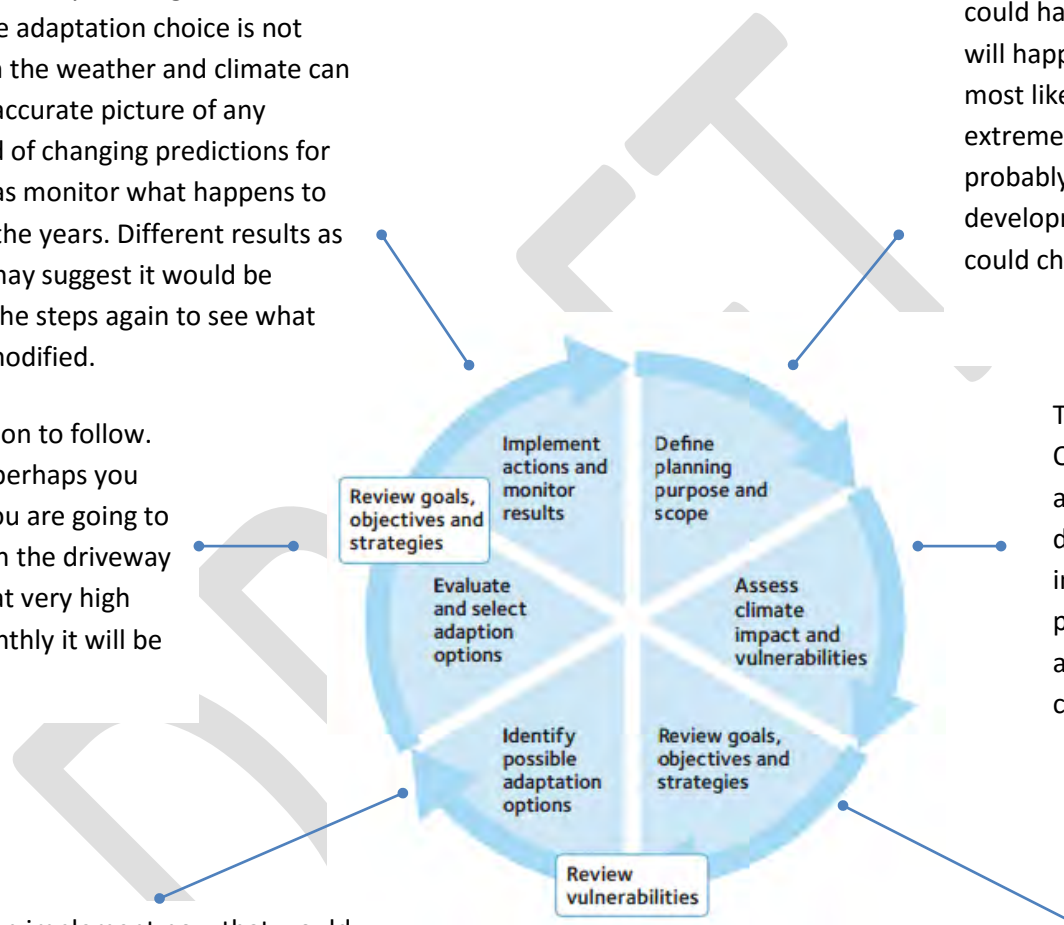 e adaptation choice is not
the weather and climate can
accurate picture of any
of changing predictions for
as monitor what happens to
the years. Different results as
may suggest it would be
he steps again to see what
modified.
on to follow.
perhaps you
ou are going to
the driveway
at very high
nthly it will be
could ha
will happ
most like
extreme
probably
develop
could ch
Implement
actions and
monitor
results
Define
planning
purpose and
scope
Review goals,
objectives and
strategies
Evaluate
and select
adaption
options
Assess
climate
impact and
vulnerabilities
Identify
possible
adaptation
options
Review goals,
objectives and
strategies
Review
vulnerabilities
T
a
d
p
a
c
DRAFT